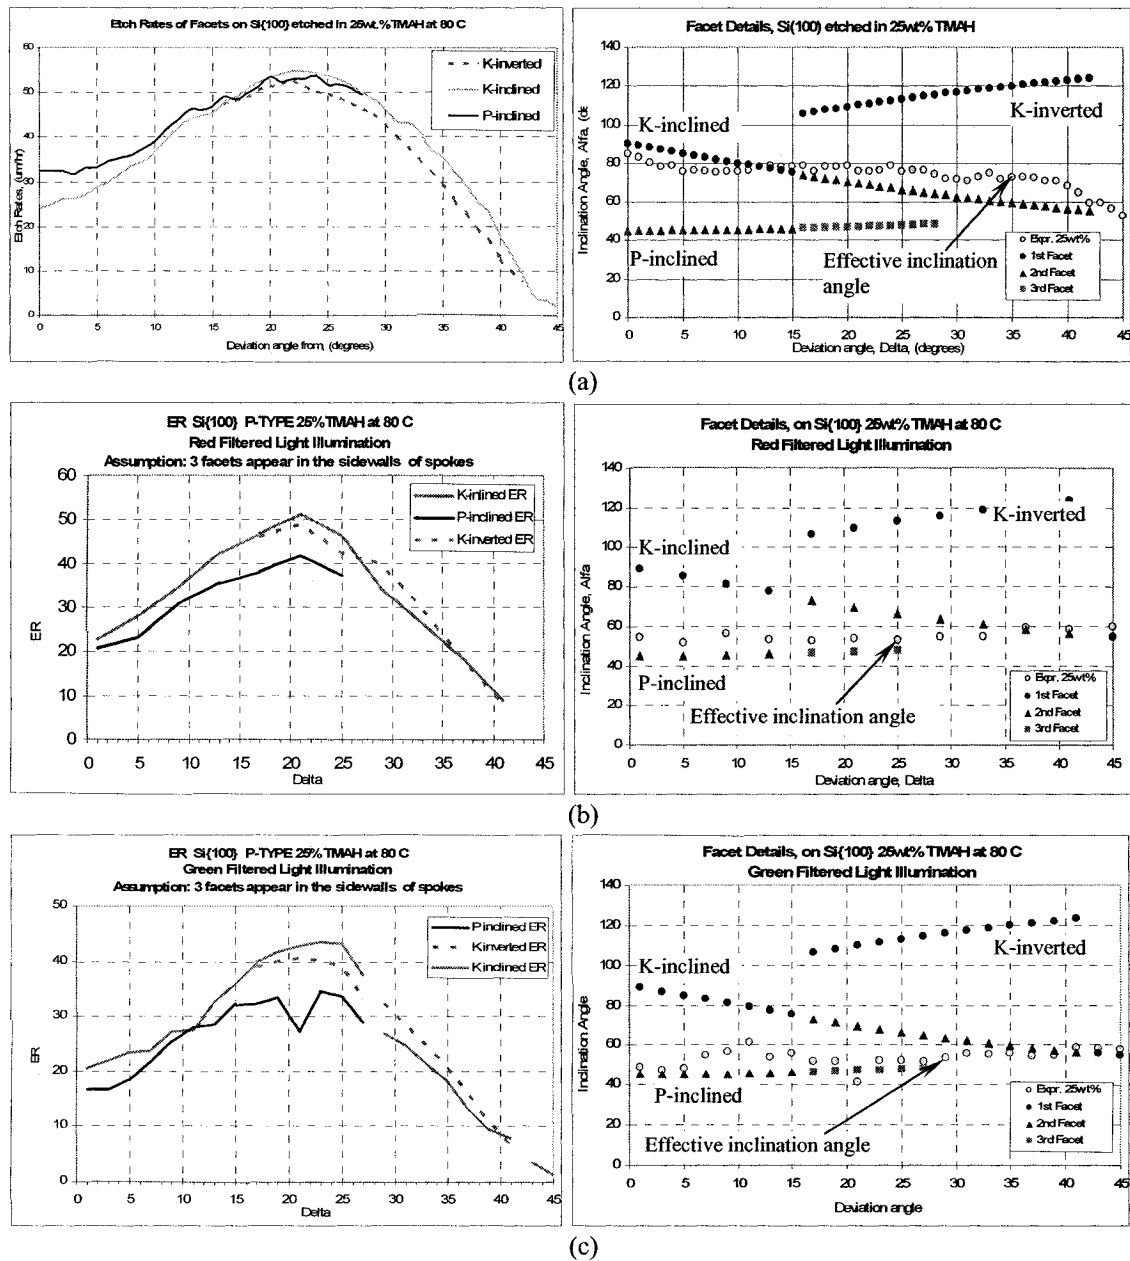 Etch Rates of Facets on Si{100} etched in 25wt.%TMAH at 80 C
Etch Rates, (um/hr)
60
50
40
30
20
10
0
0 5 10 15 20 25 30 35 40 45
Deviation angle from, (degrees)
K-inverted
K-inclined
P-inclined
Facet Details, Si{100} etched in 25wt% TMAH
Inclination Angle, Alfa, (de
140
120
100
80
60
40
20
0
0 5 10 15 20 25 30 35 40 45
Deviation angle, Delta, (degrees)
K-inclined
K-inverted
P-inclined
Effective inclination
angle
Expr. 25wt%
1st Facet
2nd Facet
3rd Facet
(a)
ER Si{100} P-TYPE 25% TMAH at 80 C
Red Filtered Light Illumination
Assumption: 3 facets appear in the sidewalls of spokes
ER
60
50
40
30
20
10
0
0 5 10 15 20 25 30 35 40 45
Delta
K-inlined ER
P-inclined ER
K-inverted ER
Facet Details, on Si{100} 25wt% TMAH at 80 C
Red Filtered Light Illumination
Inclination Angle, Alfa
140
120
100
80
60
40
20
0
0 5 10 15 20 25 30 35 40 45
Deviation angle, Delta
K-inclined
K-inverted
P-inclined
Effective inclination angle
Expr. 25wt%
1st Facet
2nd Facet
3rd Facet
(b)
ER Si{100} P-TYPE 25% TMAH at 80 C
Green Filtered Light Illumination
Assumption: 3 facets appear in the sidewalls of spokes
ER
50
40
30
20
10
0
0 5 10 15 20 25 30 35 40 45
Delta
P inclined ER
K inverted ER
K inclined ER
Facet Details, on Si{100} 25wt% TMAH at 80 C
Green Filtered Light Illumination
Inclination Angle
140
120
100
80
60
40
20
0
0 5 10 15 20 25 30 35 40 45
Deviation angle
K-inclined
K-inverted
P-inclined
Effective inclination angle
Expr. 25wt%
1st Facet
2nd Facet
3rd Facet
(c)